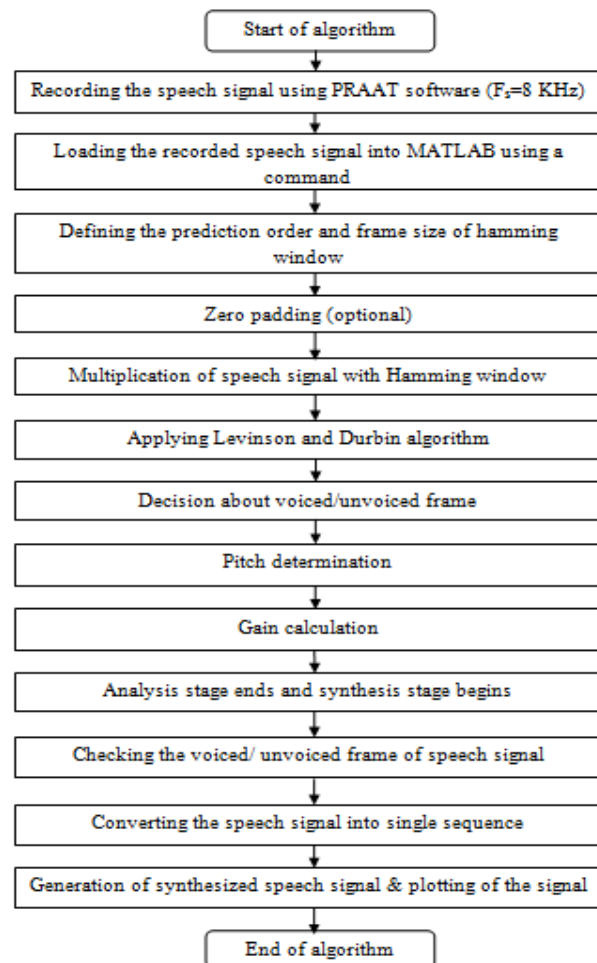 Start of algorithm
Recording the speech signal using PRAAT software (Fs=8 KHz)
Loading the recorded speech signal into MATLAB using a
command
Defining the prediction order and frame size of hamming
window
Zero padding (optional)
Multiplication of speech signal with Hamming window
Applying Levinson and Durbin algorithm
Decision about voiced/unvoiced frame
Pitch determination
Gain calculation
Analysis stage ends and synthesis stage begins
Checking the voiced/ unvoiced frame of speech signal
Converting the speech signal into single sequence
Generation of synthesized speech signal & plotting of the signal
End of algorithm